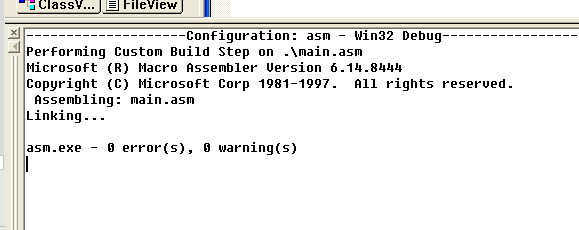 ClassV... FileView
--------------------Configuration: asm - Win32 Debug--------------------
Performing Custom Build Step on .\main.asm
Microsoft (R) Macro Assembler Version 6.14.8444
Copyright (C) Microsoft Corp 1981-1997.  All rights reserved.
 Assembling: main.asm
Linking...
asm.exe - 0 error(s), 0 warning(s)